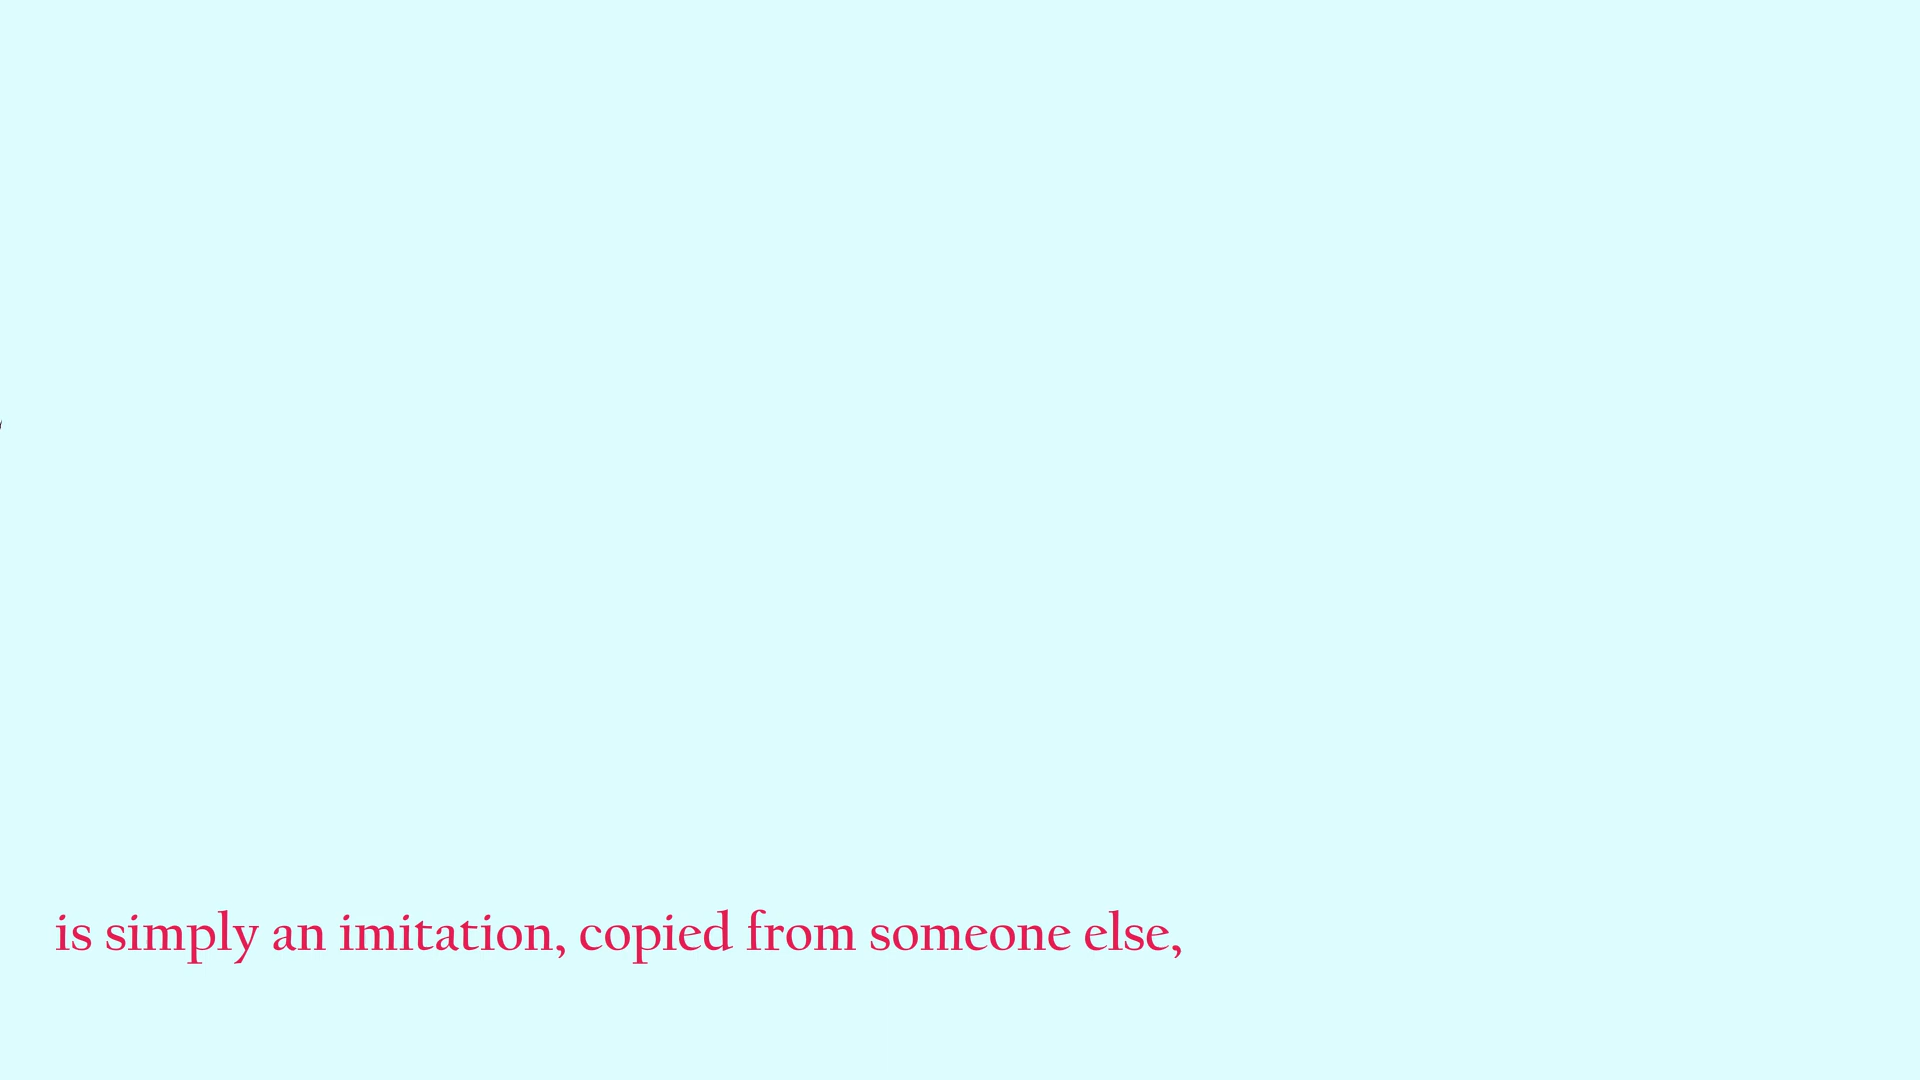 is simply an imitation, copied from someone else,